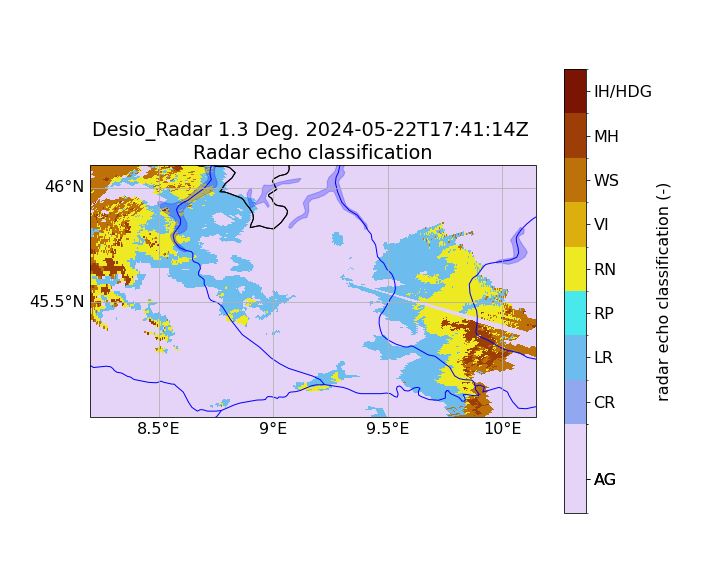 Desio_Radar 1.3 Deg. 2024-05-22T17:41:14Z
Radar echo classification
46°N
45.5°N
8.5°E
9°E
9.5°E
10°E
IH/HDG
MH
WS
VI
RN
RP
LR
CR
AG
radar echo classification (-)